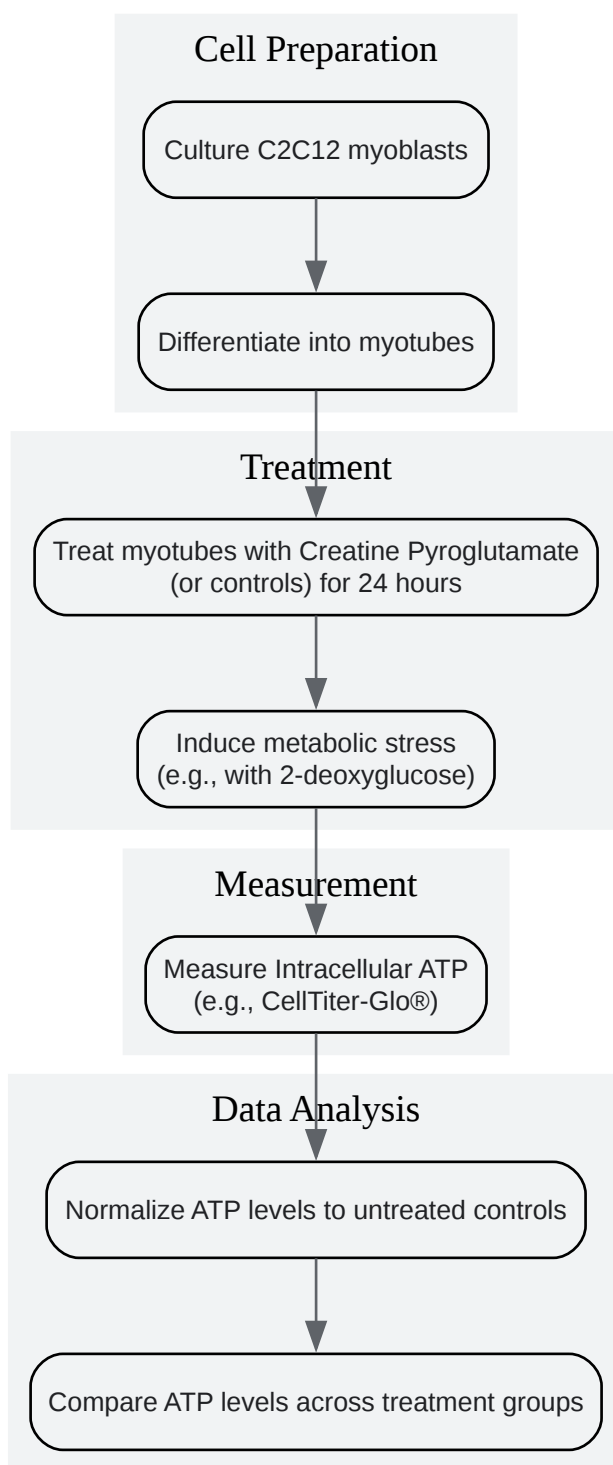 Cell Preparation
Culture C2C12 myoblasts
Differentiate into myotubes
Treatment
Treat myotubes with Creatine Pyroglutamate
(or controls) for 24 hours
Induce metabolic stress
(e.g., with 2-deoxyglucose)
Measurement
Measure Intracellular ATP
(e.g., CellTiter-Glo®)
Data Analysis
Normalize ATP levels to untreated controls
Compare ATP levels across treatment groups